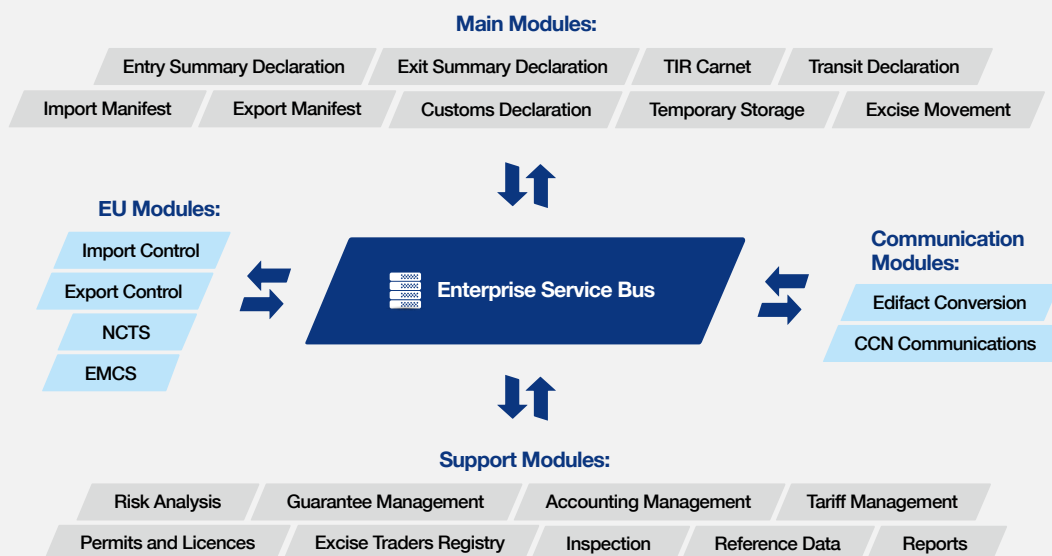 Main Modules:
Entry Summary Declaration
Exit Summary Declaration
TIR Carnet
Transit Declaration
Import Manifest
Export Manifest
Customs Declaration
Temporary Storage
Excise Movement
EU Modules:
Import Control
Export Control
NCTS
EMCS
Enterprise Service Bus
Communication
Modules:
Edifact Conversion
CCN Communications
Support Modules:
Risk Analysis
Guarantee Management
Accounting Management
Tariff Management
Permits and Licences
Excise Traders Registry
Inspection
Reference Data
Reports